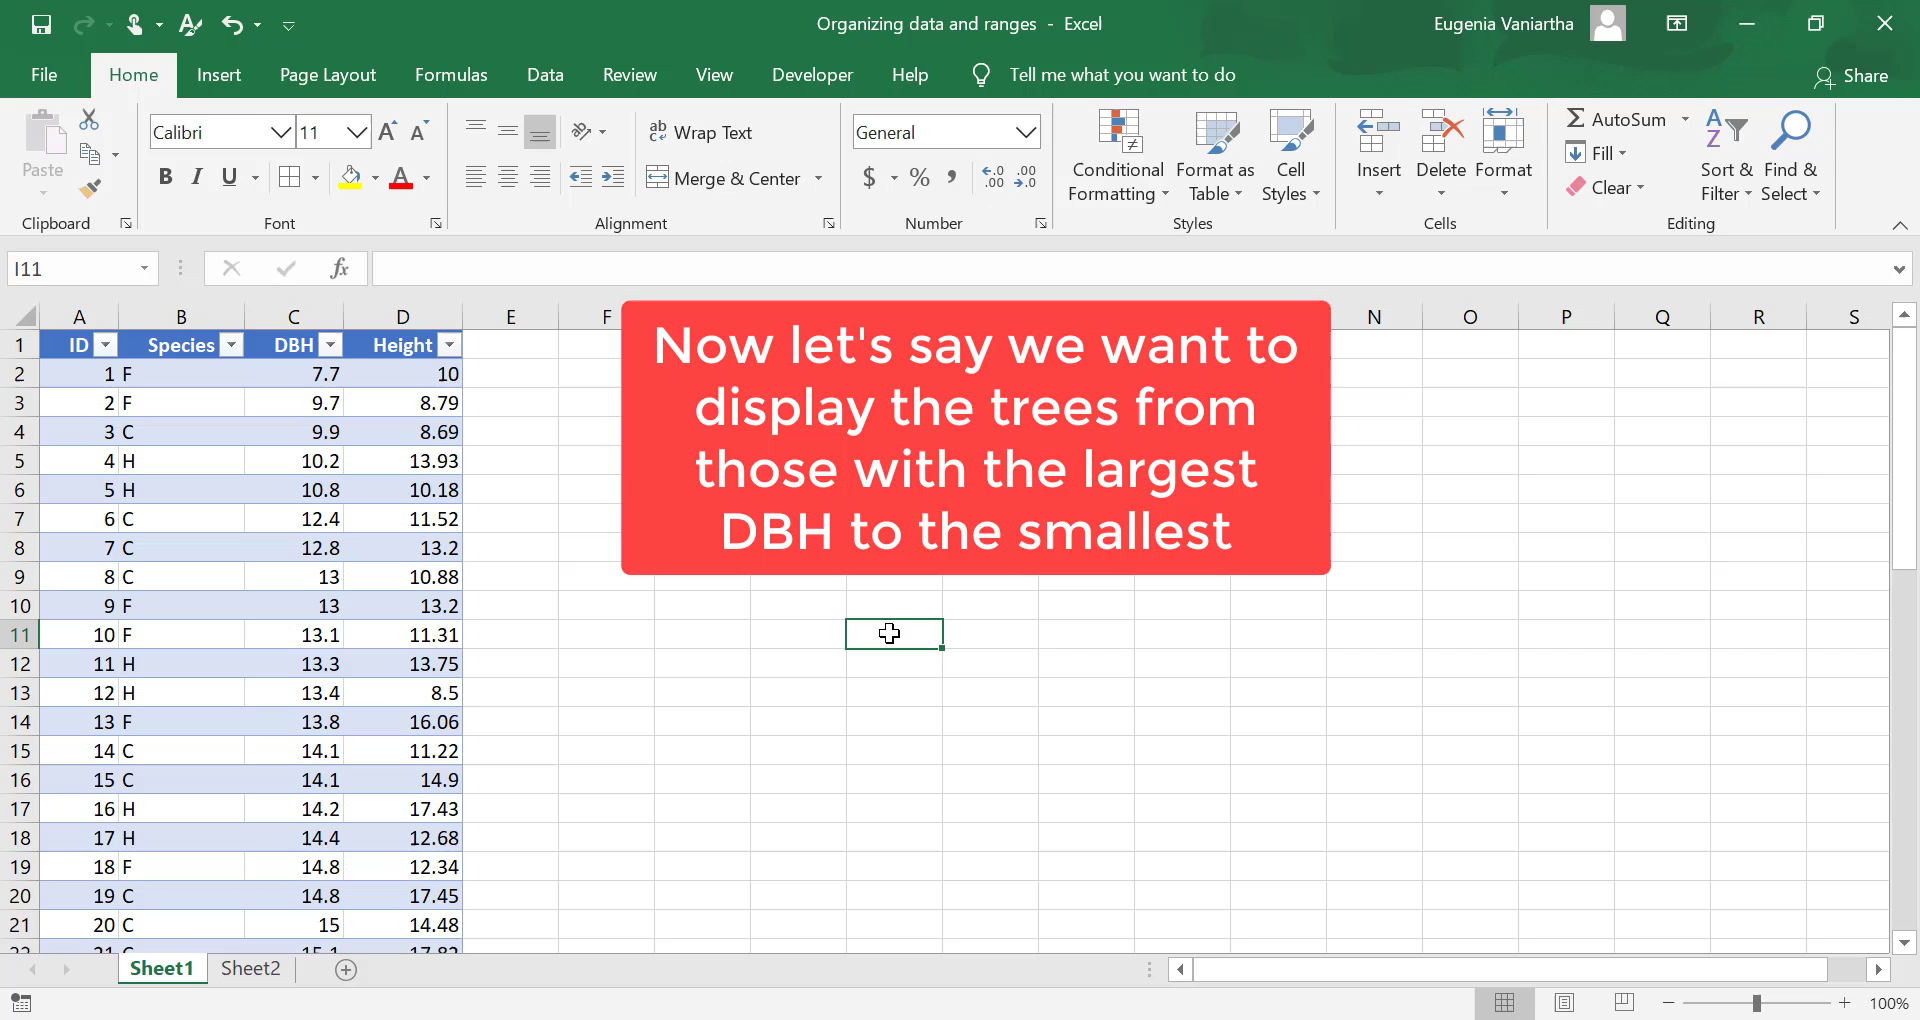 Organizing data and ranges - Excel
Eugenia Vaniartha
File Home Insert Page Layout Formulas Data Review View Developer Help Tell me what you want to do Share
Paste
Clipboard
Calibri 11
A A
B I U A
Font
ab Wrap Text
Merge & Center
Alignment
General
$ % ,
Number
Conditional Formatting
Format as Table
Cell Styles
Styles
Insert Delete Format
Cells
AutoSum
Fill
Clear
Sort & Filter
Find & Select
Editing
I11 fx
A B C D E F N O P Q R S
1 ID Species DBH Height
2 1 F 7.7 10
3 2 F 9.7 8.79
4 3 C 9.9 8.69
5 4 H 10.2 13.93
6 5 H 10.8 10.18
7 6 C 12.4 11.52
8 7 C 12.8 13.2
9 8 C 13 10.88
10 9 F 13 13.2
11 10 F 13.1 11.31
12 11 H 13.3 13.75
13 12 H 13.4 8.5
14 13 F 13.8 16.06
15 14 C 14.1 11.22
16 15 C 14.1 14.9
17 16 H 14.2 17.43
18 17 H 14.4 12.68
19 18 F 14.8 12.34
20 19 C 14.8 17.45
21 20 C 15 14.48
Now let's say we want to
display the trees from
those with the largest
DBH to the smallest
Sheet1 Sheet2
100%